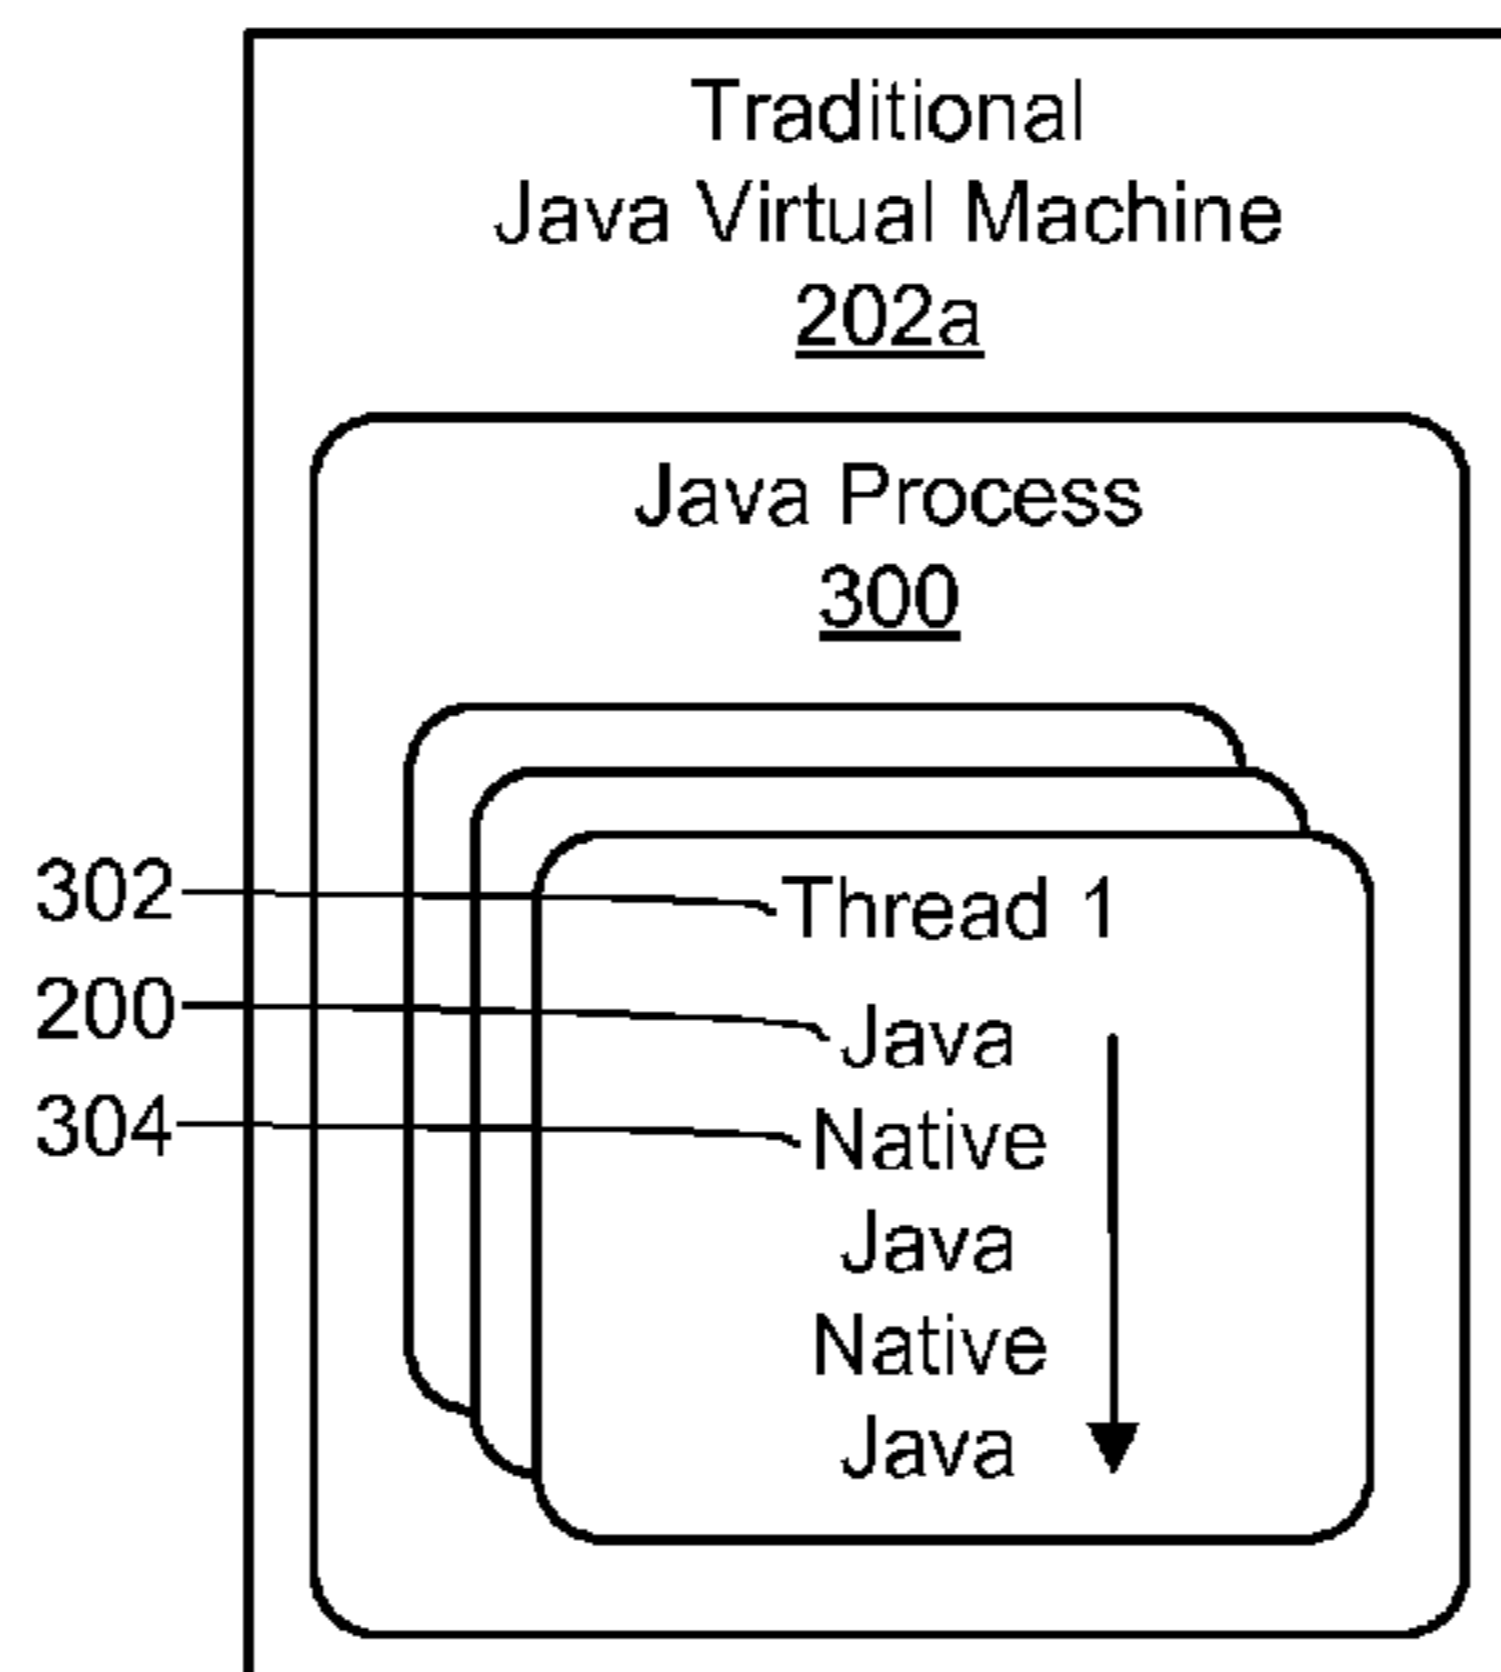 Traditional
Java Virtual Machine
202a
Java Process
300
302 Thread 1
200 Java
304 Native
Java
Native
Java